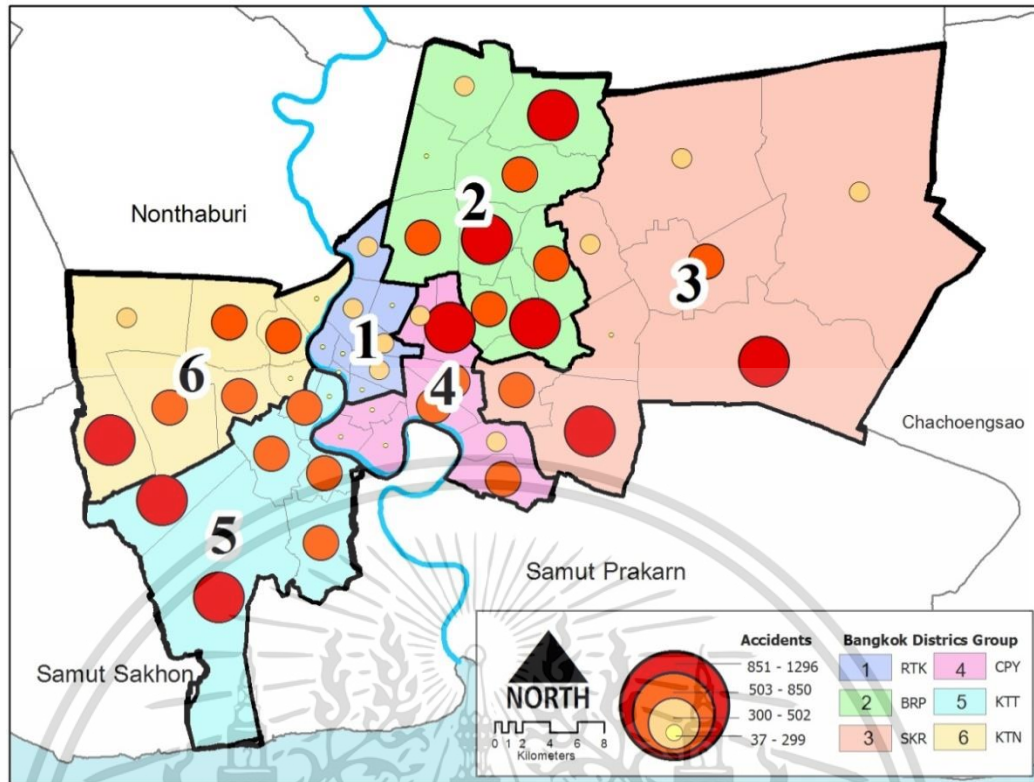 Nonthaburi
2
3
1
6
4
Chachoengsao
5
Samut Prakarn
Samut Sakhon
NORTH
0 1 2 4 6 8
Kilometers
Accidents
851 - 1296
503 - 850
300 - 502
37 - 299
Bangkok Districs Group
1 RTK 4 CPY
2 BRP 5 KTT
3 SKR 6 KTN